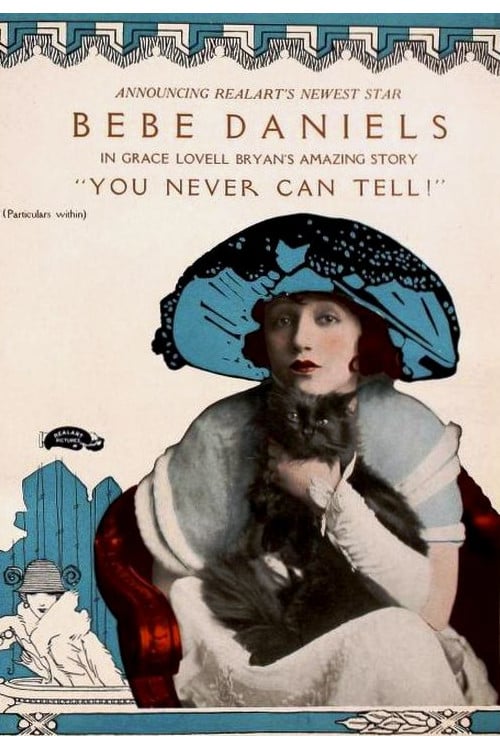 ANNOUNCING REALART'S NEWEST STAR
BEBE DANIELS
IN GRACE LOVELL BRYAN'S AMAZING STORY
"YOU NEVER CAN TELL!"
(Particulars within)
REALART
PICTURES